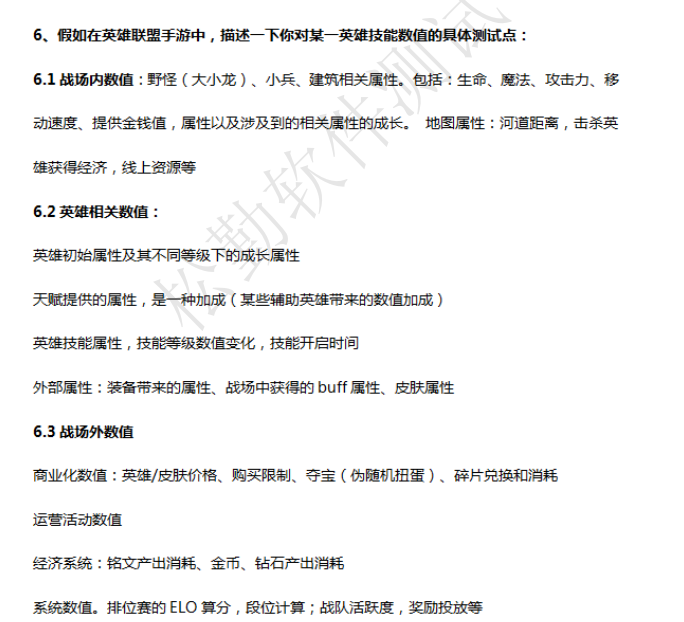 6、假如在英雄联盟手游中，描述一下你对某一英雄技能数值的具体测试点：
6.1 战场内数值：野怪（大小龙）、小兵、建筑相关属性。包括：生命、魔法、攻击力、移
动速度、提供金钱值，属性以及涉及到的相关属性的成长。 地图属性：河道距离，击杀英
雄获得经济，线上资源等
6.2 英雄相关数值：
英雄初始属性及其不同等级下的成长属性
天赋提供的属性，是一种加成（某些辅助英雄带来的数值加成）
英雄技能属性，技能等级数值变化，技能开启时间
外部属性：装备带来的属性、战场中获得的 buff 属性、皮肤属性
6.3 战场外数值
商业化数值：英雄/皮肤价格、购买限制、夺宝（伪随机扭蛋）、碎片兑换和消耗
运营活动数值
经济系统：铭文产出消耗、金币、钻石产出消耗
系统数值。排位赛的 ELO 算分，段位计算；战队活跃度，奖励投放等
松勤软件测试